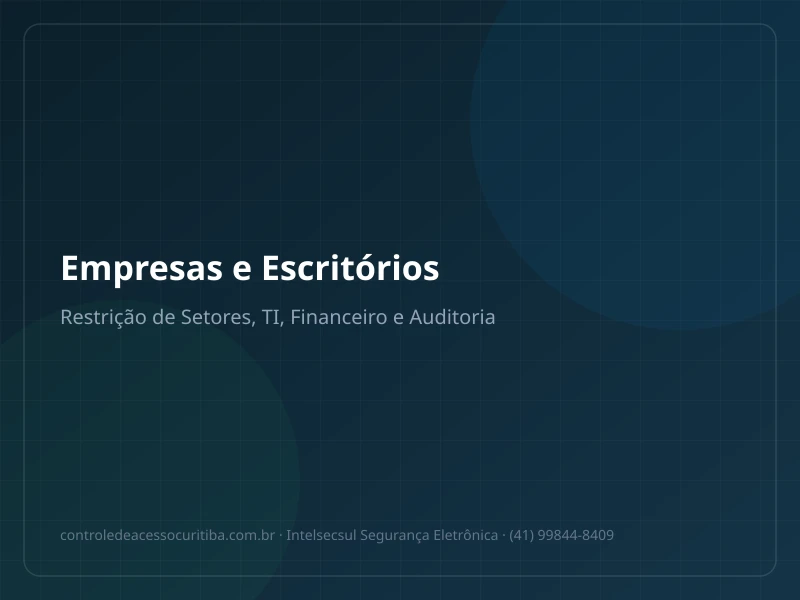 Empresas e Escritórios
Restrição de Setores, TI, Financeiro e Auditoria
controledeacessocuritiba.com.br · Intelsecsul Segurança Eletrônica · (41) 99844-8409